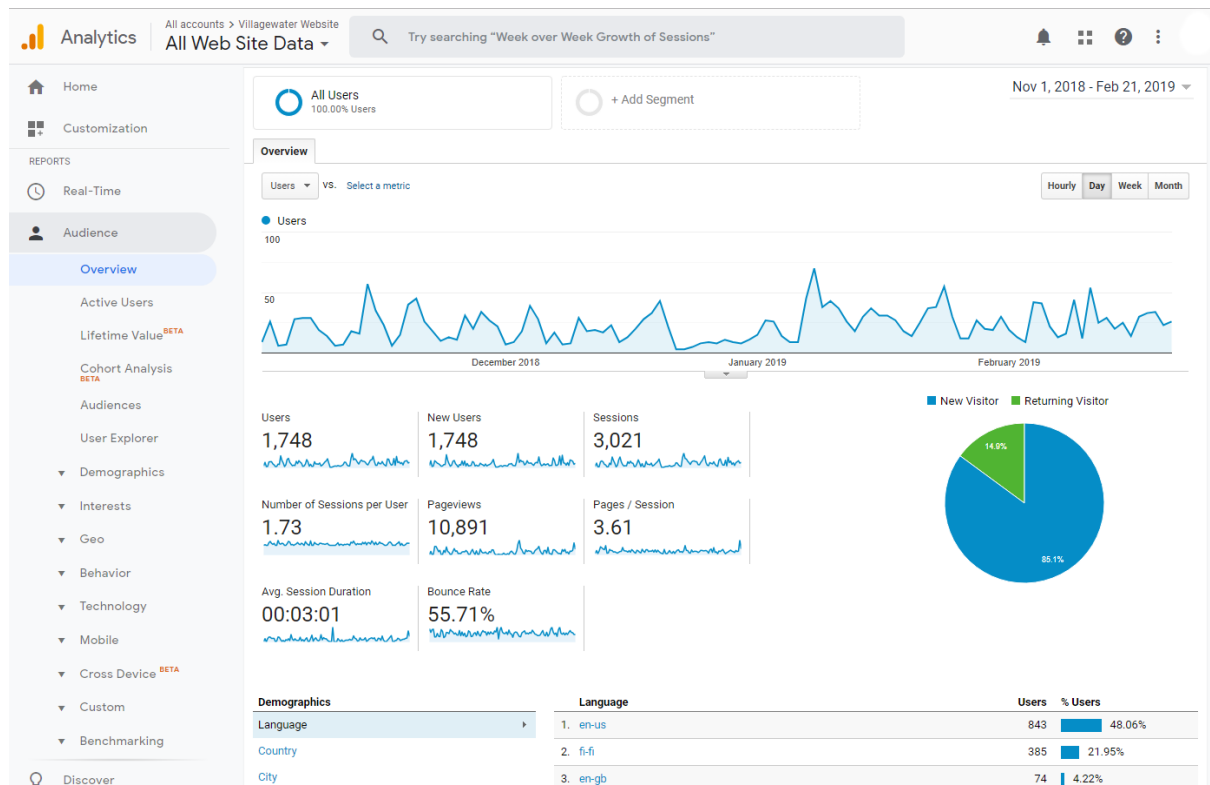 All accounts > Villagewater Website
Analytics
All Web Site Data
Try searching “Week over Week Growth of Sessions”
Home
Customization
REPORTS
Real-Time
Audience
Overview
Active Users
Lifetime Value BETA
Cohort Analysis
BETA
Audiences
User Explorer
Demographics
Interests
Geo
Behavior
Technology
Mobile
Cross Device BETA
Custom
Benchmarking
Discover
All Users
100.00% Users
+ Add Segment
Nov 1, 2018 - Feb 21, 2019
Overview
Users VS. Select a metric
Hourly Day Week Month
Users
100
50
December 2018 January 2019 February 2019
New Visitor Returning Visitor
14.9%
85.1%
Users
1,748
New Users
1,748
Sessions
3,021
Number of Sessions per User
1.73
Pageviews
10,891
Pages / Session
3.61
Avg. Session Duration
00:03:01
Bounce Rate
55.71%
Demographics
Language
Country
City
Language Users % Users
1. en-us 843 48.06%
2. fi-fi 385 21.95%
3. en-gb 74 4.22%